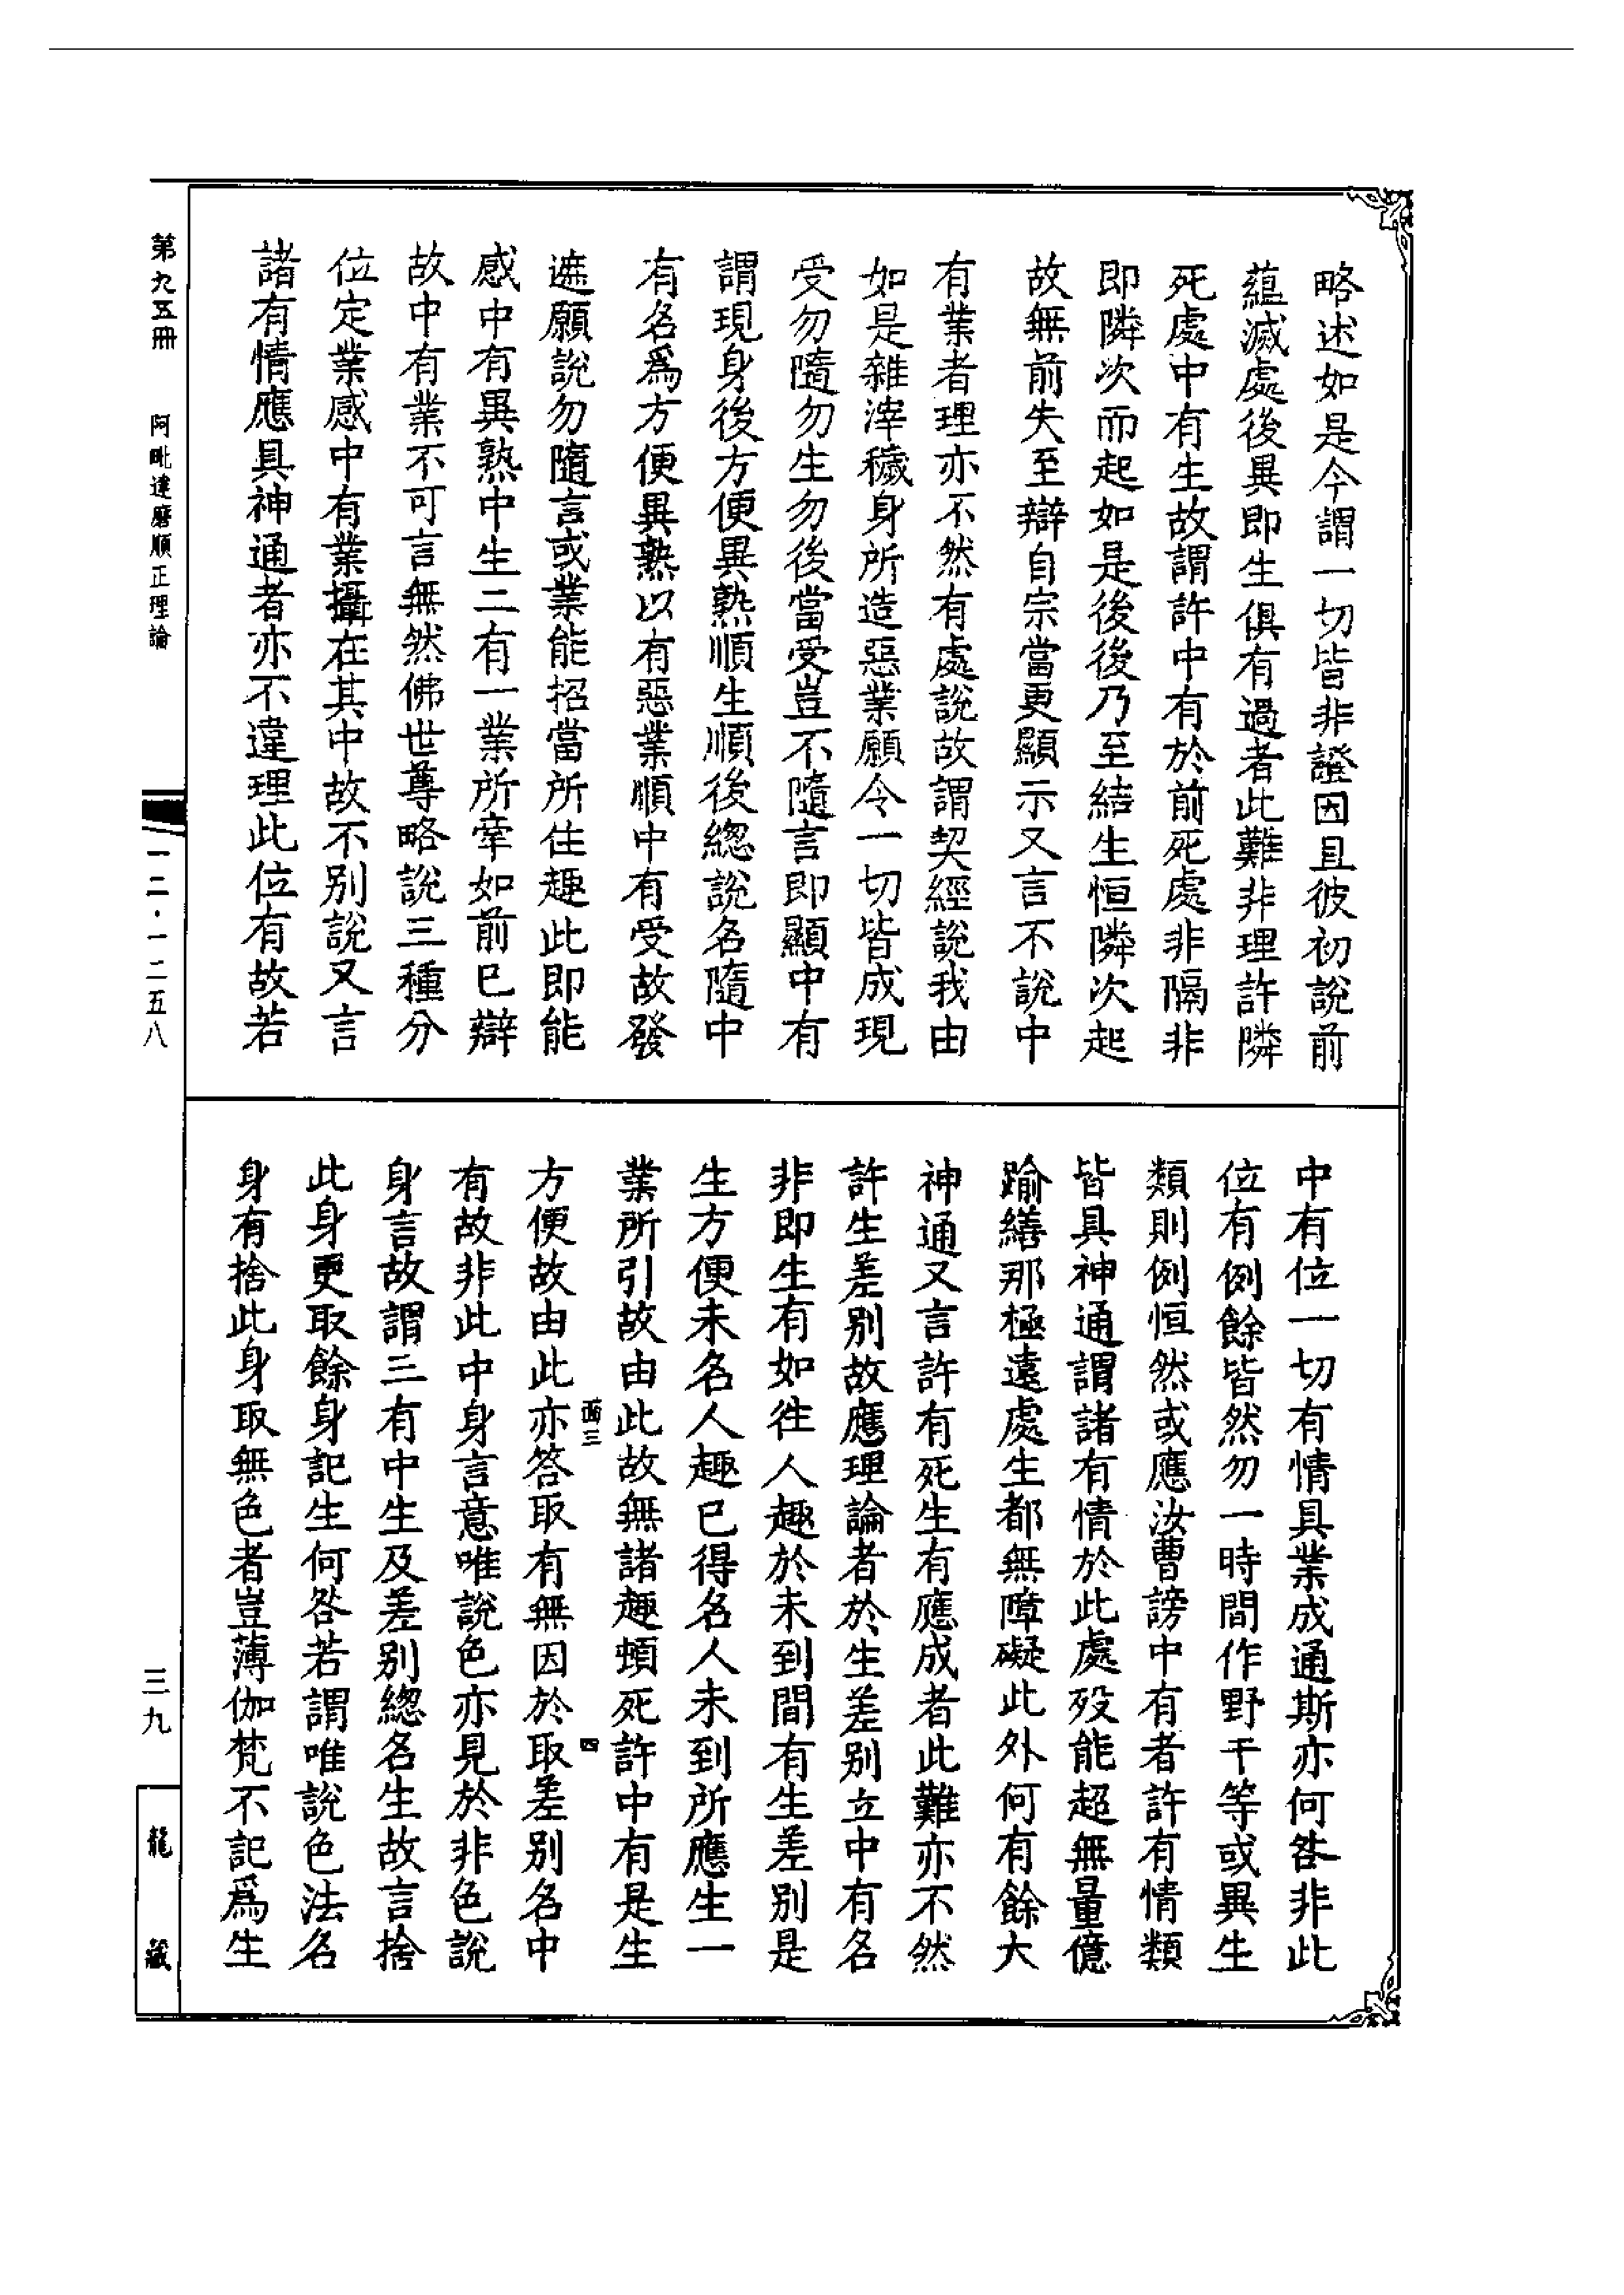 略述如是今謂一切皆非證因且彼初說前
蘊滅處後異即生俱有過者此難非理許隣
死處中有生故謂許中有於前死處非隔非
即隣次而起如是後後乃至結生恒隣次起
故無前失至辯自宗當更顯示又言不說中
有業者理亦不然有處說故謂契經說我由
如是雜滓穢身所造惡業願令一切皆成現
受勿隨勿生勿後當受豈不隨言即顯中有
謂現身後方便異熟順生順後總說名隨中
有名爲方便異熟以有惡業順中有受故發
遮願說勿隨言或業能招當所住趣此即能
感中有異熟中生二有一業所牽如前已辯
故中有業不可言無然佛世尊略說三種分
位定業感中有業攝在其中故不別說又言
諸有情應具神通者亦不違理此位有故若
中有位一切有情具業成通斯亦何咎非此
位有例餘皆然勿一時間作野干等或異生
類則例恒然或應汝曹謗中有者許有情類
皆具神通謂諸有情於此處歿能超無量億
踰繕那極遠處生都無障礙此外何有餘大
神通又言許有死生有應成者此難亦不然
許生差別故應理論者於生差別立中有名
非即生有如往人趣於未到間有生差別是
生方便未名人趣已得名人未到所應生一
業所引故由此故無諸趣頓死許中有是生
方便故由此亦答取有無因於取差別名中
有故非此中身言意唯說色亦見於非色說
身言故謂三有中生及差別總名生故言捨
此身更取餘身記生何咎若謂唯說色法名
身有捨此身取無色者豈薄伽梵不記爲生
第九五冊
阿毗達磨順正理論
一二·一二五八
三九
龍藏